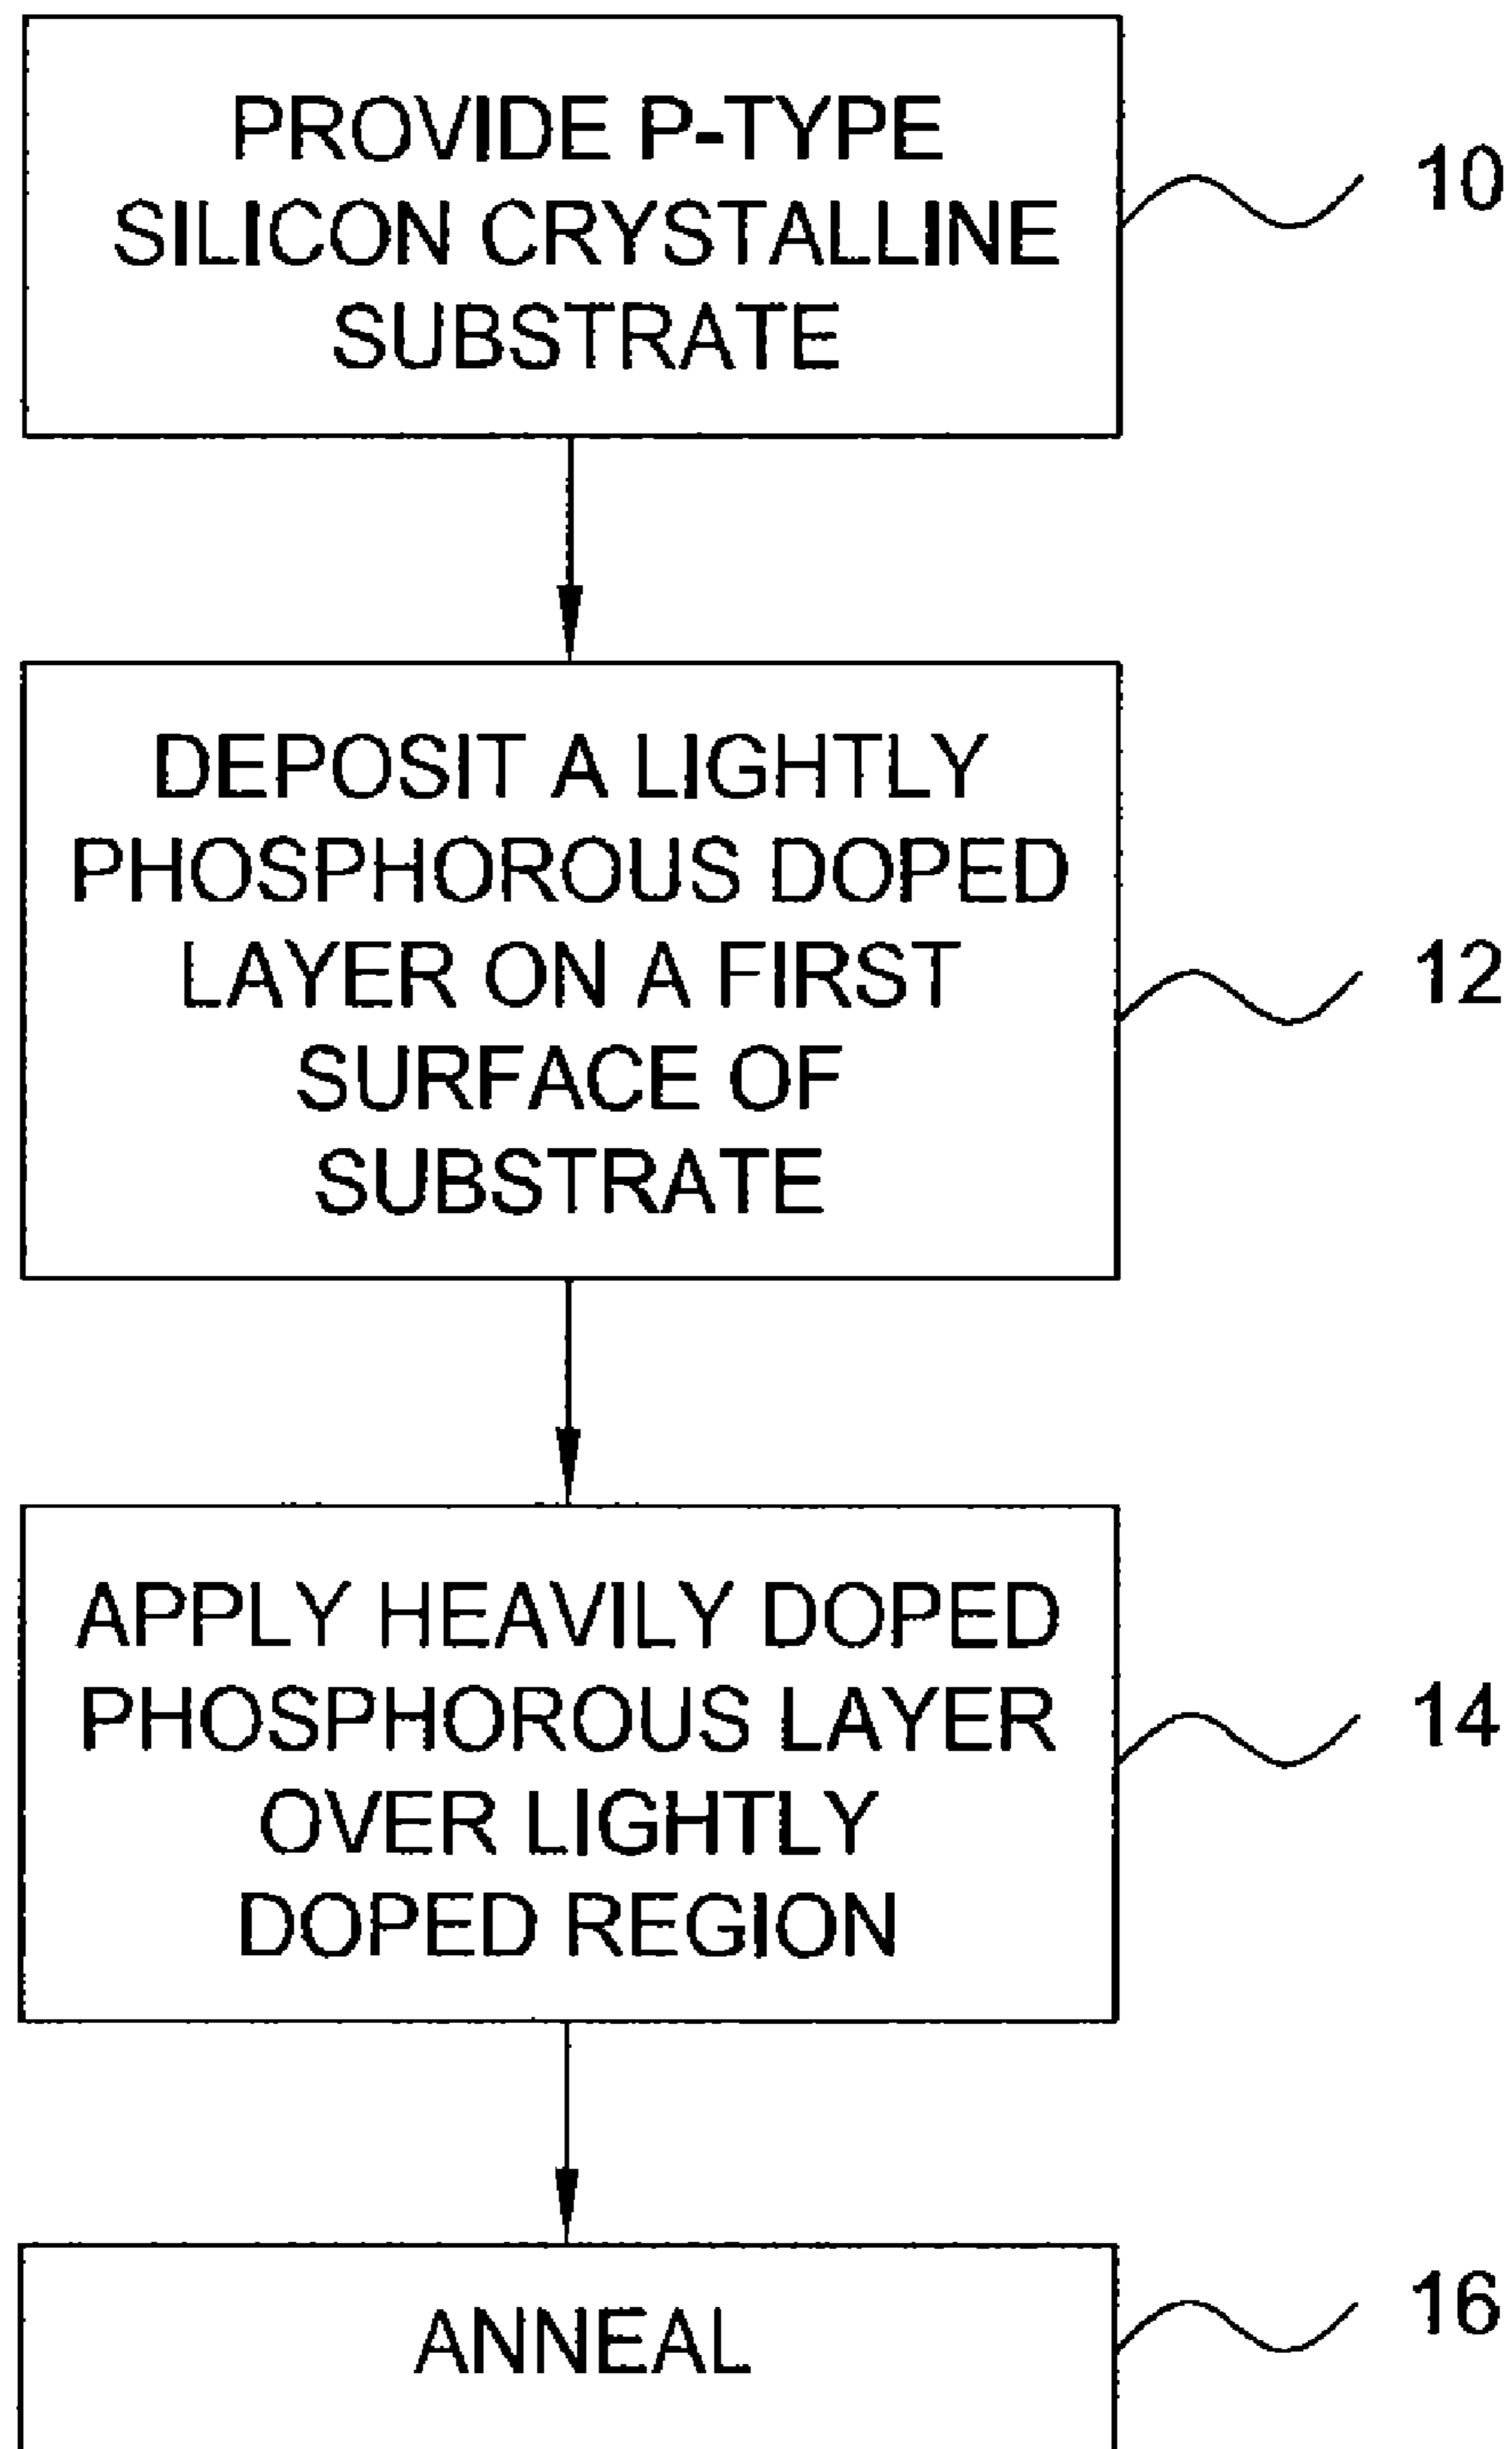 PROVIDE P-TYPE
SILICON CRYSTALLINE
SUBSTRATE
10
DEPOSIT A LIGHTLY
PHOSPHOROUS DOPED
LAYER ON A FIRST
SURFACE OF
SUBSTRATE
12
APPLY HEAVILY DOPED
PHOSPHOROUS LAYER
OVER LIGHTLY
DOPED REGION
14
ANNEAL
16